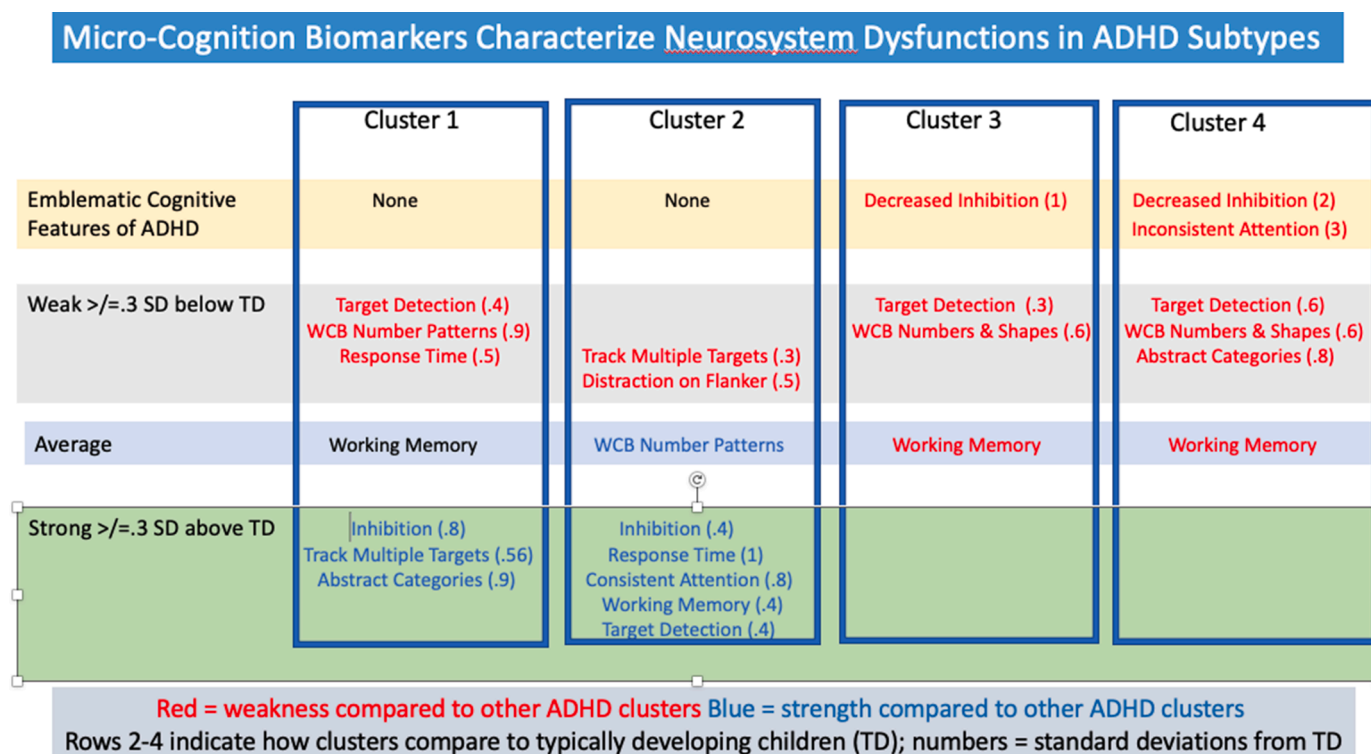 Micro-Cognition Biomarkers Characterize Neurosystem Dysfunctions in ADHD Subtypes
Cluster 1
Cluster 2
Cluster 3
Cluster 4
Emblematic Cognitive
Features of ADHD
None
None
Decreased Inhibition (1)
Decreased Inhibition (2)
Inconsistent Attention (3)
Weak >/=.3 SD below TD
Target Detection (.4)
WCB Number Patterns (.9)
Response Time (.5)
Track Multiple Targets (.3)
Distraction on Flanker (.5)
Target Detection (.3)
WCB Numbers & Shapes (.6)
Target Detection (.6)
WCB Numbers & Shapes (.6)
Abstract Categories (.8)
Average
Working Memory
WCB Number Patterns
Working Memory
Working Memory
Strong >/=.3 SD above TD
Inhibition (.8)
Track Multiple Targets (.56)
Abstract Categories (.9)
Inhibition (.4)
Response Time (1)
Consistent Attention (.8)
Working Memory (.4)
Target Detection (.4)
Red = weakness compared to other ADHD clusters Blue = strength compared to other ADHD clusters
Rows 2-4 indicate how clusters compare to typically developing children (TD); numbers = standard deviations from TD